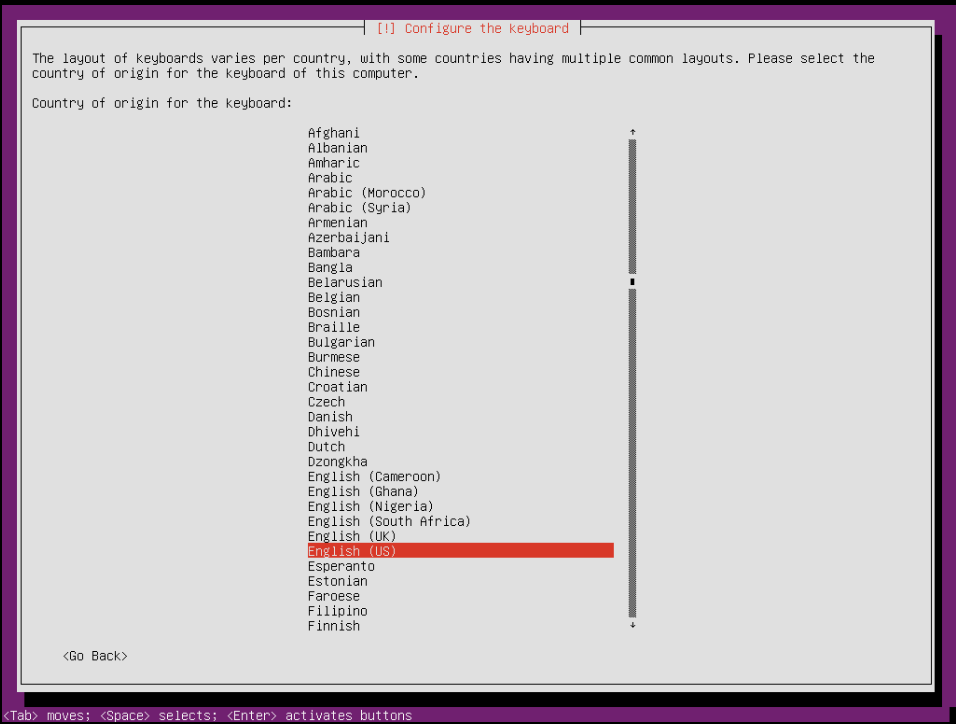 [!] Configure the keyboard
The layout of keyboards varies per country, with some countries having multiple common layouts. Please select the
country of origin for the keyboard of this computer.
Country of origin for the keyboard:
Afghani
Albanian
Amharic
Arabic
Arabic (Morocco)
Arabic (Syria)
Armenian
Azerbaijani
Bambara
Bangla
Belarusian
Belgian
Bosnian
Braille
Bulgarian
Burmese
Chinese
Croatian
Czech
Danish
Dhivehi
Dutch
Dzongkha
English (Cameroon)
English (Ghana)
English (Nigeria)
English (South Africa)
English (UK)
English (US)
Esperanto
Estonian
Faroese
Filipino
Finnish
<Go Back>
<Tab> moves; <Space> selects; <Enter> activates buttons